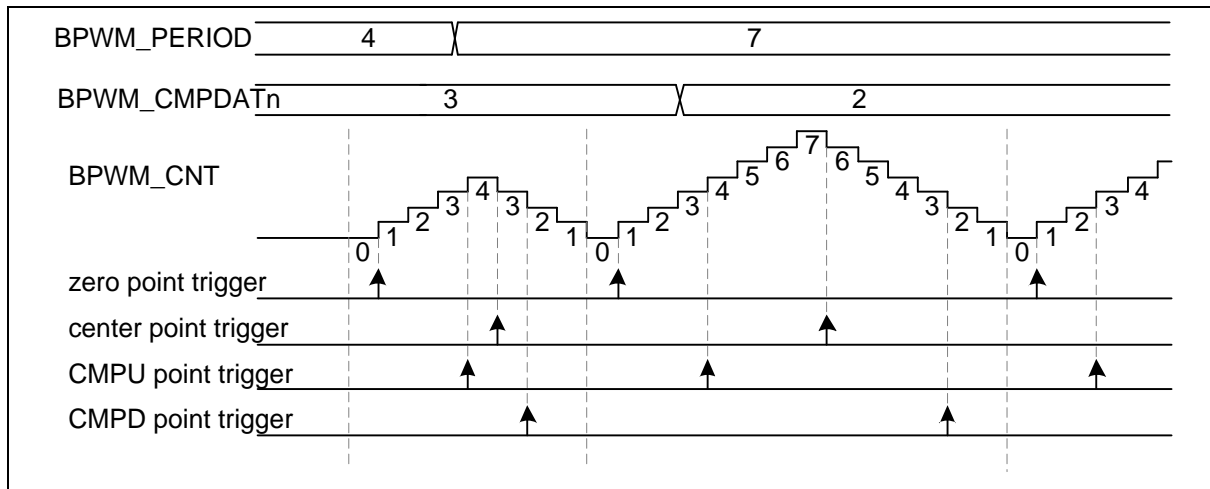 BPWM_PERIOD 4 7
BPWM_CMPDATn 3 2
BPWM_CNT
0 1 2 3 4 3 2 1 0 1 2 3 4 5 6 7 6 5 4 3 2 1 0 1 2 3 4
zero point trigger
center point trigger
CMPU point trigger
CMPD point trigger